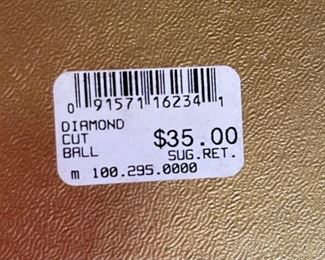 0 91571 16234 1
DIAMOND
CUT $35.00
BALL SUG.RET.
m 100.295.0000